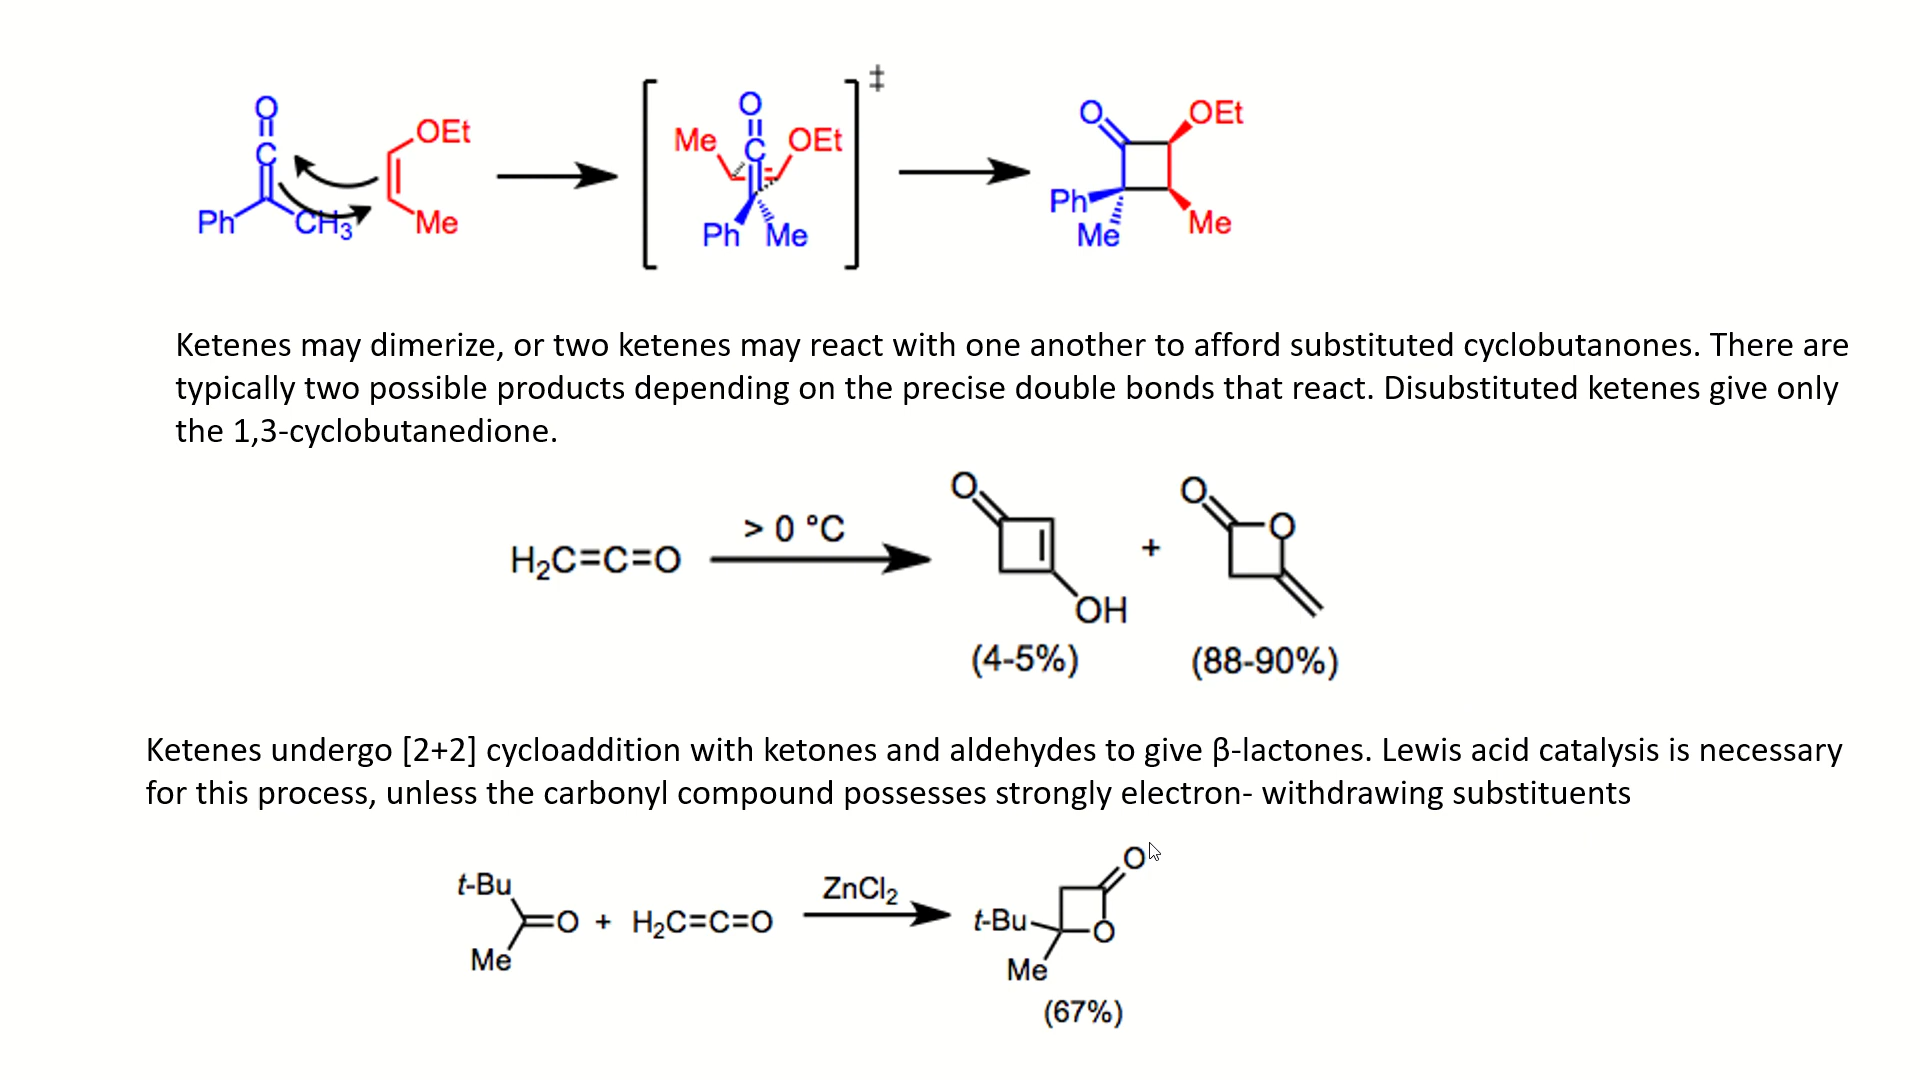 O
C
Ph
CH3
OEt
Me
‡
O
Me
C
OEt
Ph
Me
O
OEt
Ph
Me
Me
Ketenes may dimerize, or two ketenes may react with one another to afford substituted cyclobutanones. There are
typically two possible products depending on the precise double bonds that react. Disubstituted ketenes give only
the 1,3-cyclobutanedione.
H2C=C=O
> 0 °C
O
OH
(4-5%)
+
O
O
(88-90%)
Ketenes undergo [2+2] cycloaddition with ketones and aldehydes to give β-lactones. Lewis acid catalysis is necessary
for this process, unless the carbonyl compound possesses strongly electron- withdrawing substituents
t-Bu
=O + H2C=C=O
Me
ZnCl2
O
t-Bu
O
Me
(67%)